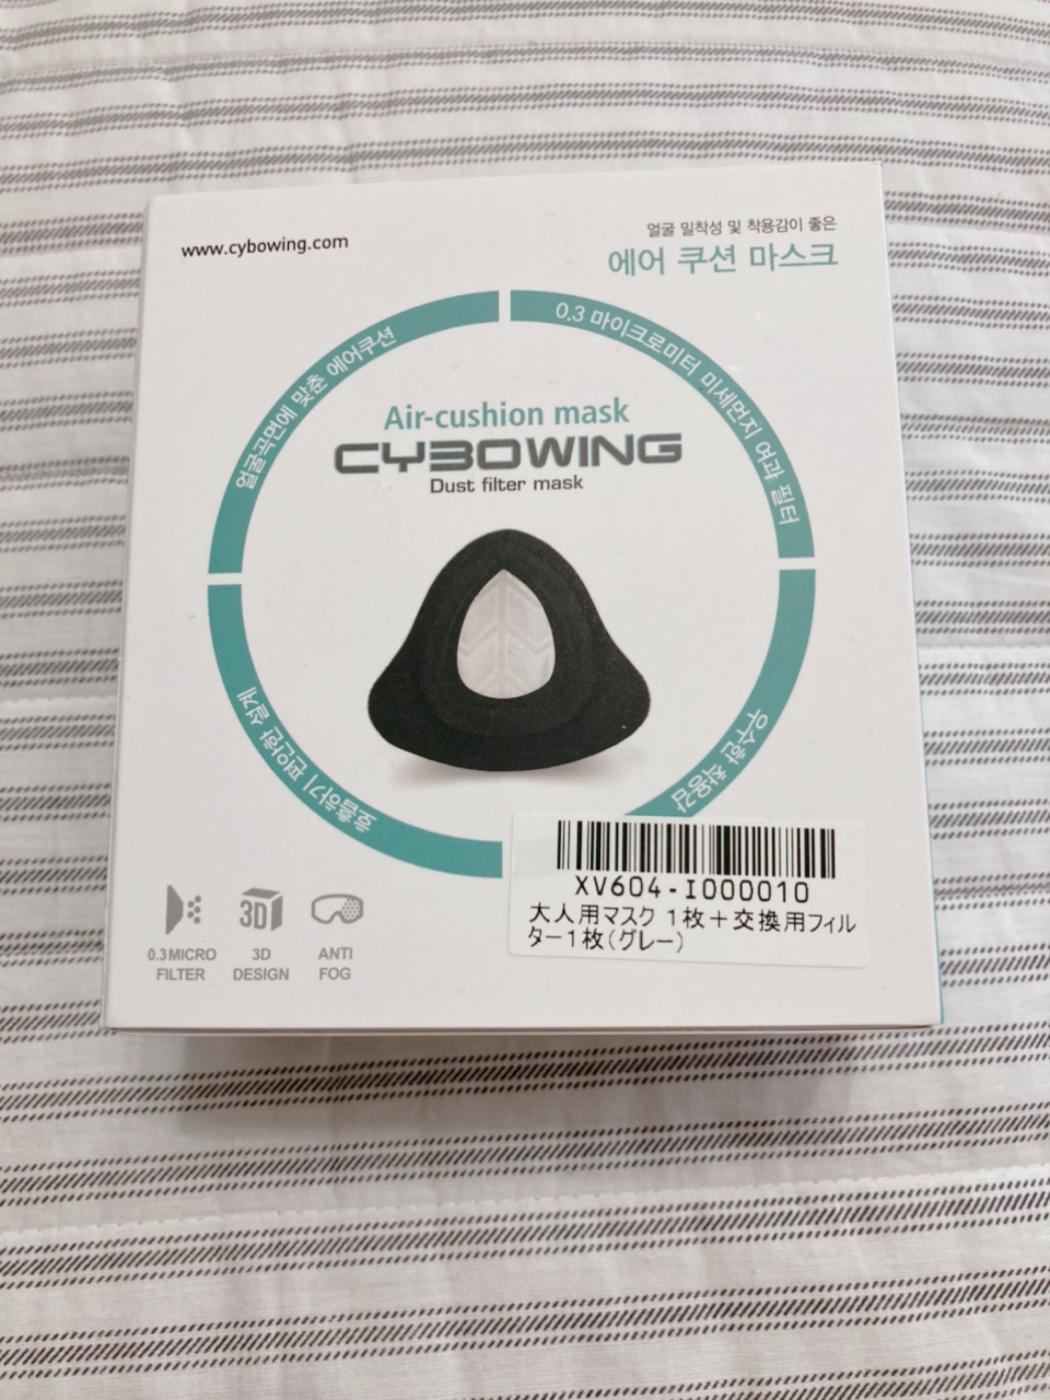 www.cybowing.com
얼굴 밀착성 및 착용감이 좋은
에어 쿠션 마스크
얼굴곡면에 맞춘 에어쿠션
0.3 마이크로미터 미세먼지 여과 필터
Air-cushion mask
CYBOWING
Dust filter mask
호흡하기 편안한 설계
우수한 착용감
XV604-I000010
大人用マスク 1枚＋交換用フィル
ター1枚(グレー)
3D
0.3 MICRO
FILTER
3D
DESIGN
ANTI
FOG